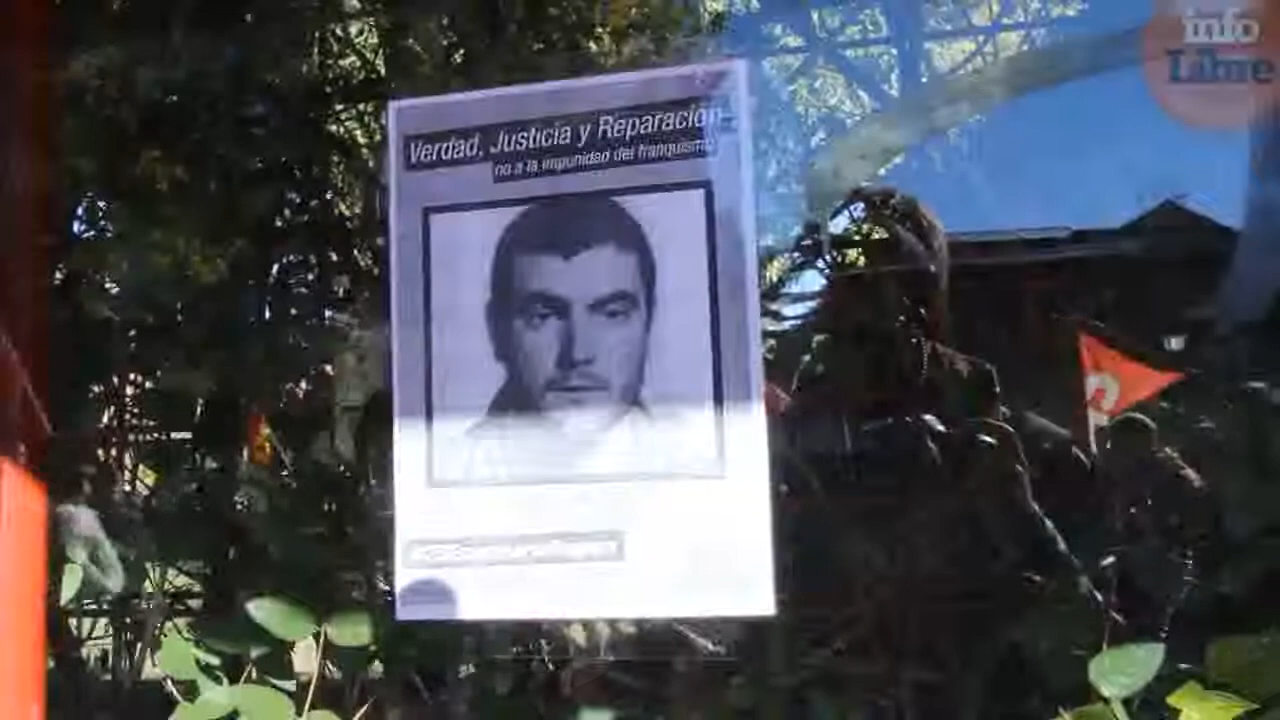 info
Libre
Verdad, Justicia y Reparación
no a la impunidad del franquismo